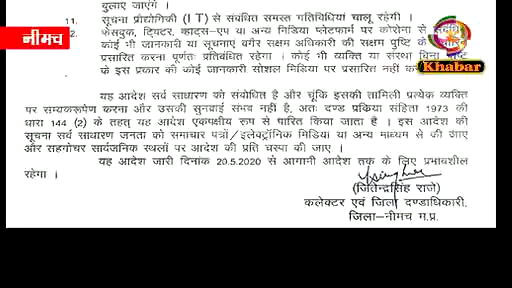 बुलाए जाएंगे ।
नीमच
11. सूचना प्रौद्योगिकी (IT) से संबंधित समस्त गतिविधियां चालू रहेगी ।
फेसबुक, ट्विटर, व्हाट्स-एप या अन्य मिडिया प्लेटफार्म पर कोरोना से
कोई भी जानकारी या सूचनाएं बगैर सक्षम अधिकारी की सक्षम पुष्टि के
प्रसारित करना पूर्णतः प्रतिबंधित रहेगा । कोई भी व्यक्ति या संस्था बिना
के इस प्रकार की कोई जानकारी सोशल मिडिया पर प्रसारित नहीं
Khabar
यह आदेश सर्व साधारण को संबोधित है और चूंकि इसकी तामिली प्रत्येक व्यक्ति
पर सम्यकरूपेण करना और उसकी सुनवाई संभव नहीं है, अतः दण्ड प्रकिया संहिता 1973 की
धारा 144 (2) के तहत् यह आदेश एकपक्षीय रूप से पारित किया जाता है । इस आदेश की
सूचना सर्व साधारण जनता को समाचार पत्रों/इलेक्ट्रॉनिक मिडिया या अन्य माध्यम से की जाए
और सहगोचर सार्वजनिक स्थलों पर आदेश की प्रति चस्पा की जाए ।
यह आदेश जारी दिनांक 20.5.2020 से आगानी आदेश तक के लिए प्रभावशील
रहेगा ।
(जितेन्द्रसिंह राजे)
कलेक्टर एवं जिला दण्डाधिकारी,
जिला-नीमच म.प्र.